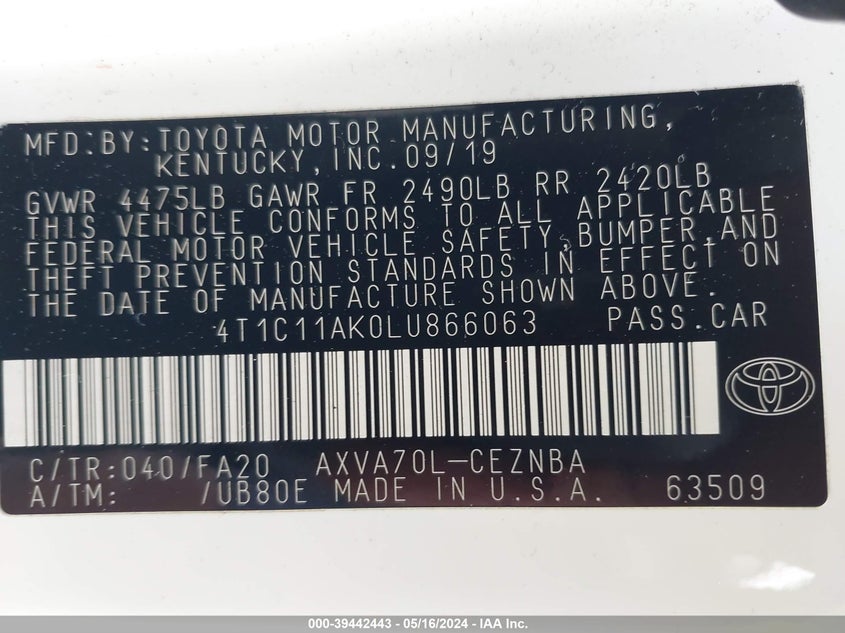 MFD.BY:TOYOTA MOTOR MANUFACTURING,
KENTUCKY,INC.09/19
GVWR 4475LB GAWR FR 2490LB RR 2420LB
THIS VEHICLE CONFORMS TO ALL APPLICABLE
FEDERAL MOTOR VEHICLE SAFETY,BUMPER,AND
THEFT PREVENTION STANDARDS IN EFFECT ON
THE DATE OF MANUFACTURE SHOWN ABOVE.
4T1C11AK0LU866063 PASS.CAR
C/TR:040/FA20 AXVA70L-CEZNBA
A/TM: /UB80E MADE IN U.S.A. 63509
000-39442443 - 05/16/2024 - IAA Inc.